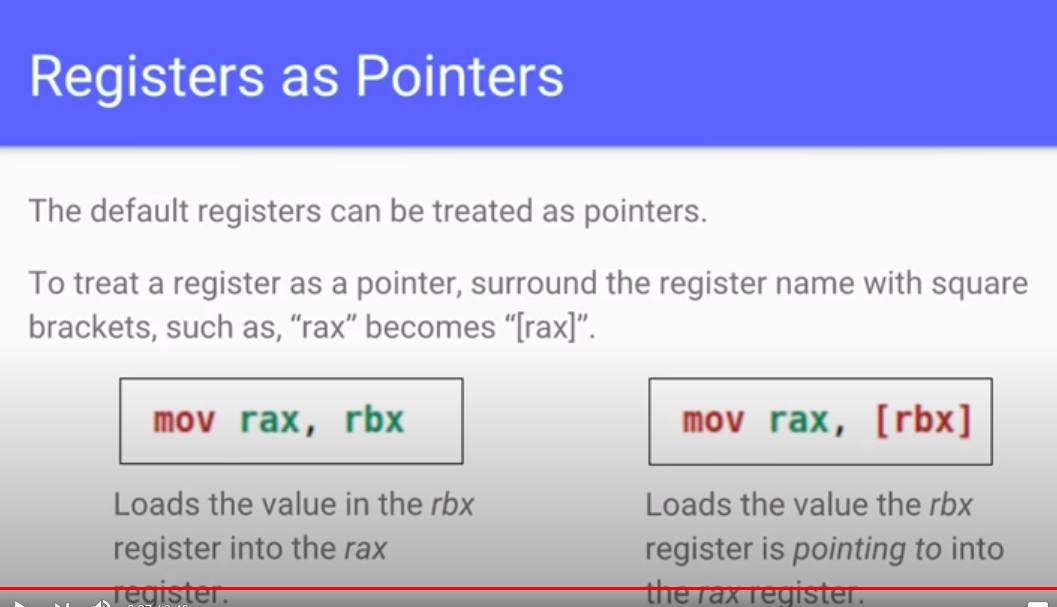 Registers as Pointers
The default registers can be treated as pointers.
To treat a register as a pointer, surround the register name with square
brackets, such as, “rax” becomes “[rax]”.
mov rax, rbx
mov rax, [rbx]
Loads the value in the rbx
register into the rax
register.
Loads the value the rbx
register is pointing to into
the rax register.